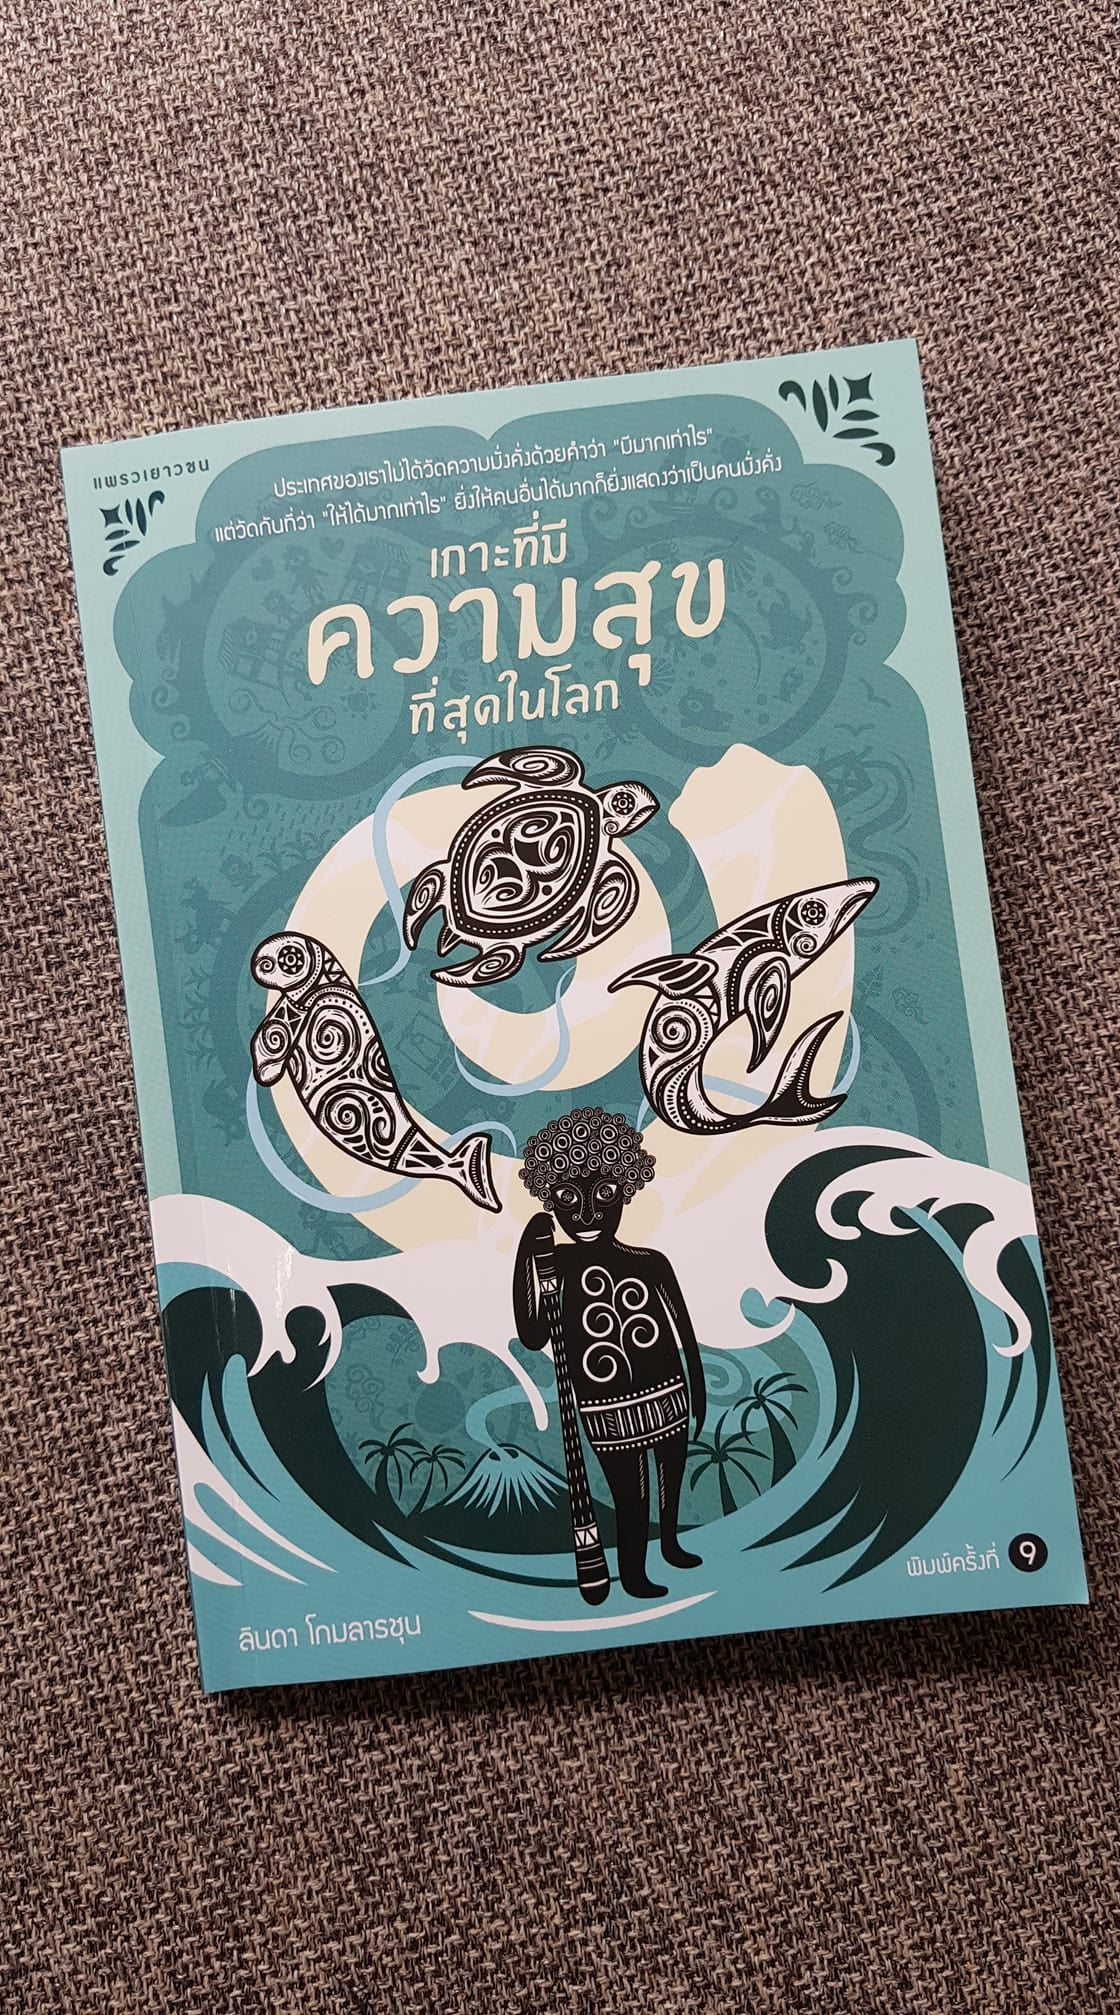 แพรวเยาวชน
ประเทศของเราไม่ได้วัดความมั่งคั่งด้วยคำว่า "มีมากเท่าไร"
แต่วัดกันที่ว่า "ให้ได้มากเท่าไร" ยิ่งให้คนอื่นได้มากก็ยิ่งแสดงว่าเป็นคนมั่งคั่ง
เกาะที่มี
ความสุข
ที่สุดในโลก
พิมพ์ครั้งที่ 9
ลินดา โกมลารชุน